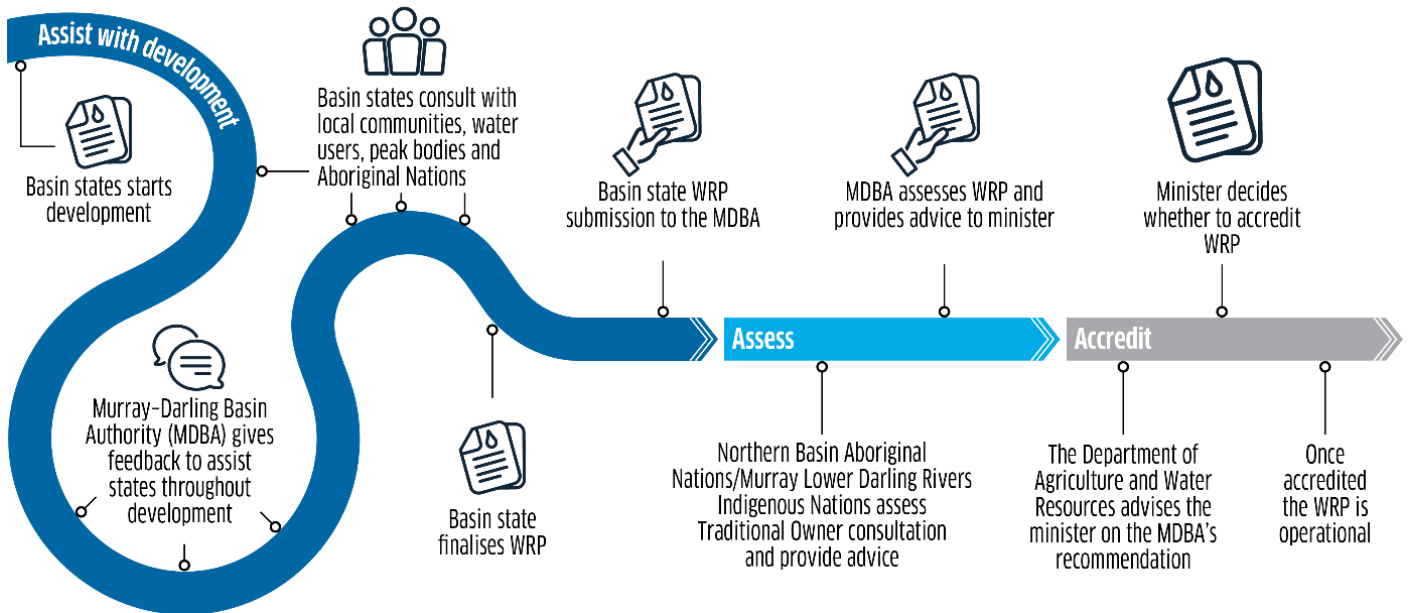 Assist with development
Basin states starts
development
Basin states consult with
local communities, water
users, peak bodies and
Aboriginal Nations
Murray-Darling Basin
Authority (MDBA) gives
feedback to assist
states throughout
development
Basin state
finalises WRP
Basin state WRP
submission to the MDBA
Assess
Northern Basin Aboriginal
Nations/Murray Lower Darling Rivers
Indigenous Nations assess
Traditional Owner consultation
and provide advice
MDBA assesses WRP and
provides advice to minister
Accredit
The Department of
Agriculture and Water
Resources advises the
minister on the MDBA's
recommendation
Minister decides
whether to accredit
WRP
Once
accredited
the WRP is
operational